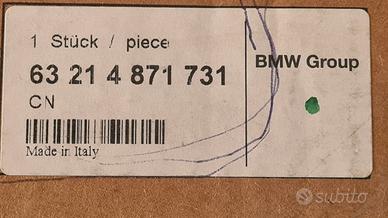 1 Stück / piece
63 21 4 871 731
CN
Made in Italy
BMW Group
subito